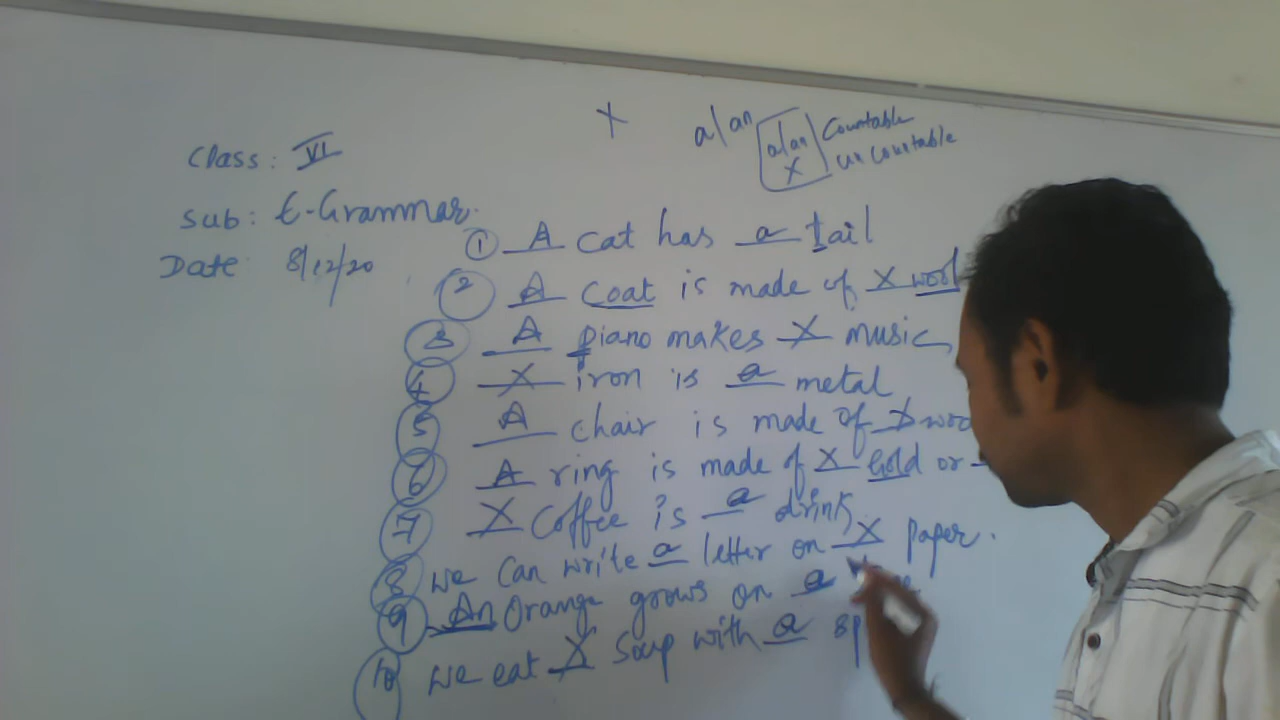 X a/an a/an Countable
X un Countable
Class: VI
Sub: E-Grammar.
Date 8/12/20
① A Cat has a tail
② A Coat is made of X wool
③ A piano makes X music
④ X iron is a metal
⑤ A chair is made of X
⑥ A ring is made of X Gold or
⑦ X Coffee is a drink
⑧ We Can write a letter on X paper.
⑨ An Orange grows on a
⑩ We eat X Soup with a